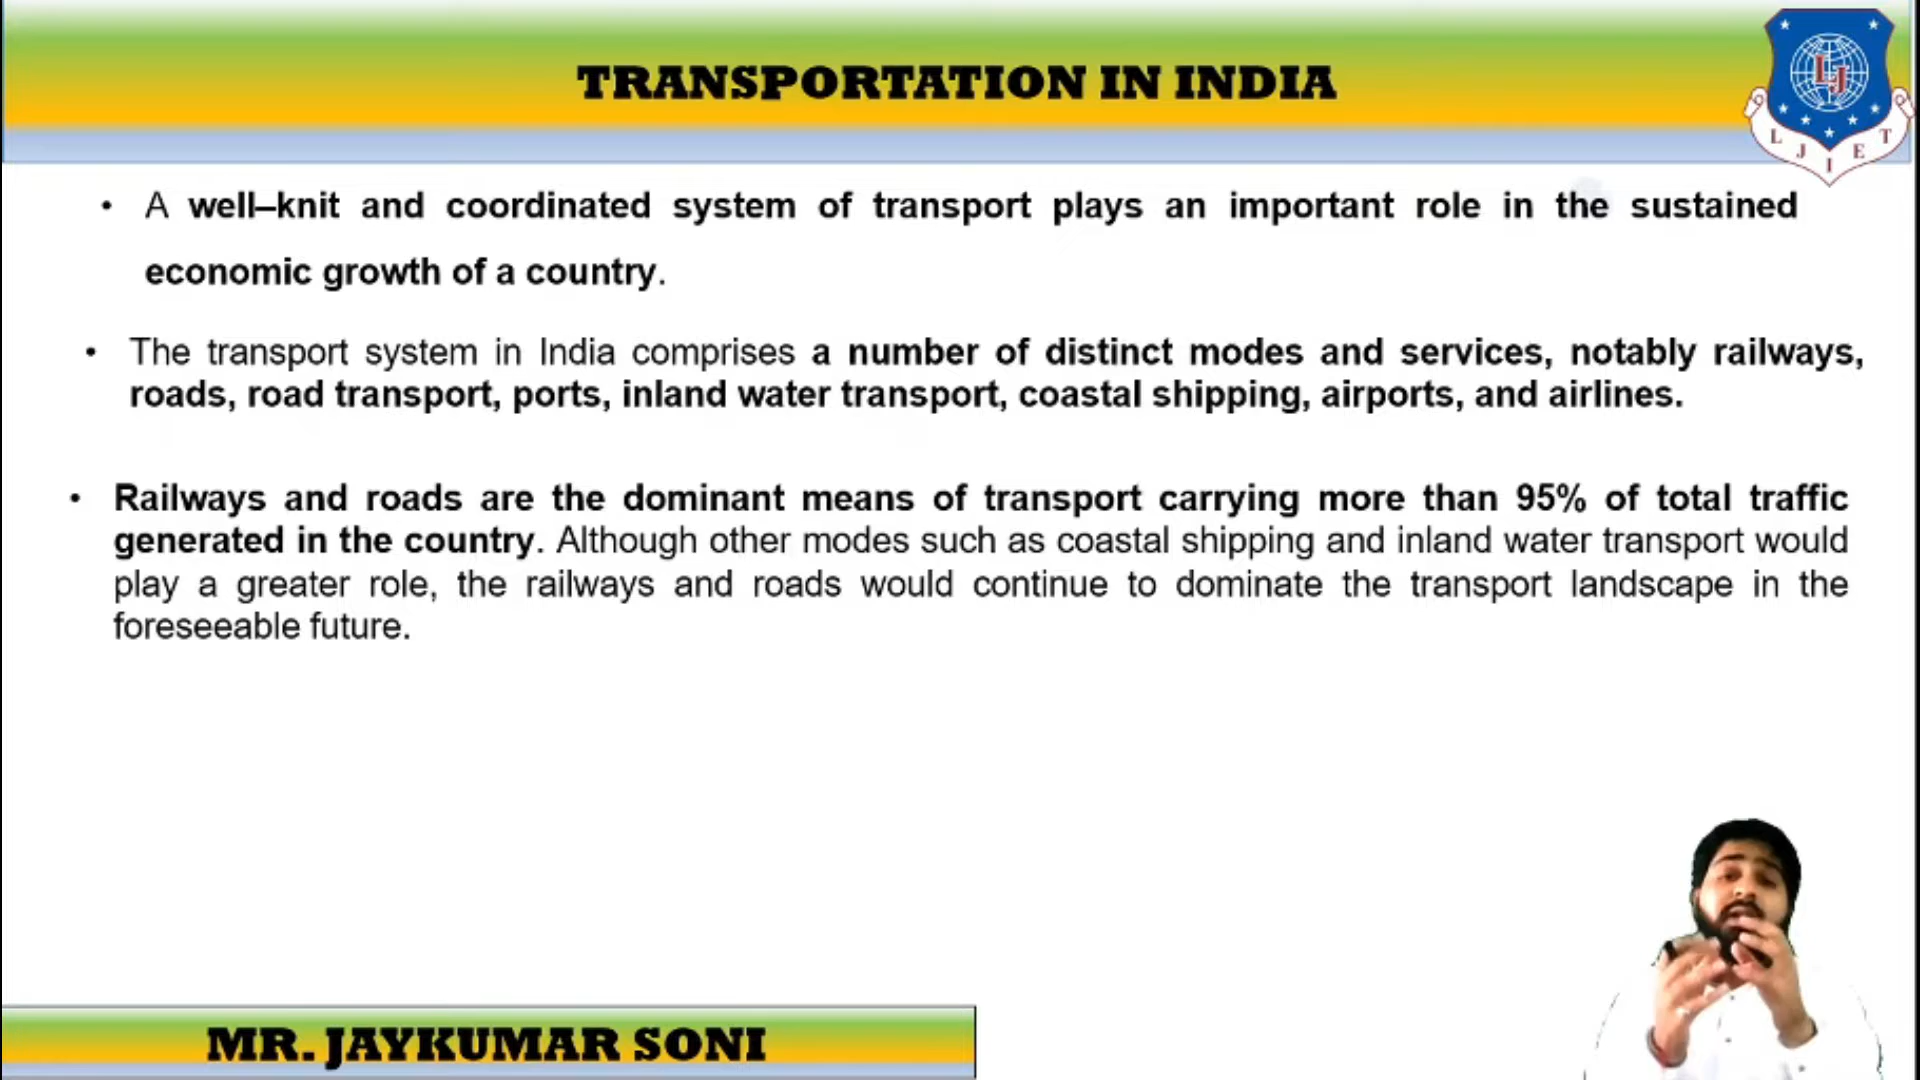 TRANSPORTATION IN INDIA
LJ
L J I E T
• A well–knit and coordinated system of transport plays an important role in the sustained
economic growth of a country.
• The transport system in India comprises a number of distinct modes and services, notably railways,
roads, road transport, ports, inland water transport, coastal shipping, airports, and airlines.
• Railways and roads are the dominant means of transport carrying more than 95% of total traffic
generated in the country. Although other modes such as coastal shipping and inland water transport would
play a greater role, the railways and roads would continue to dominate the transport landscape in the
foreseeable future.
MR. JAYKUMAR SONI